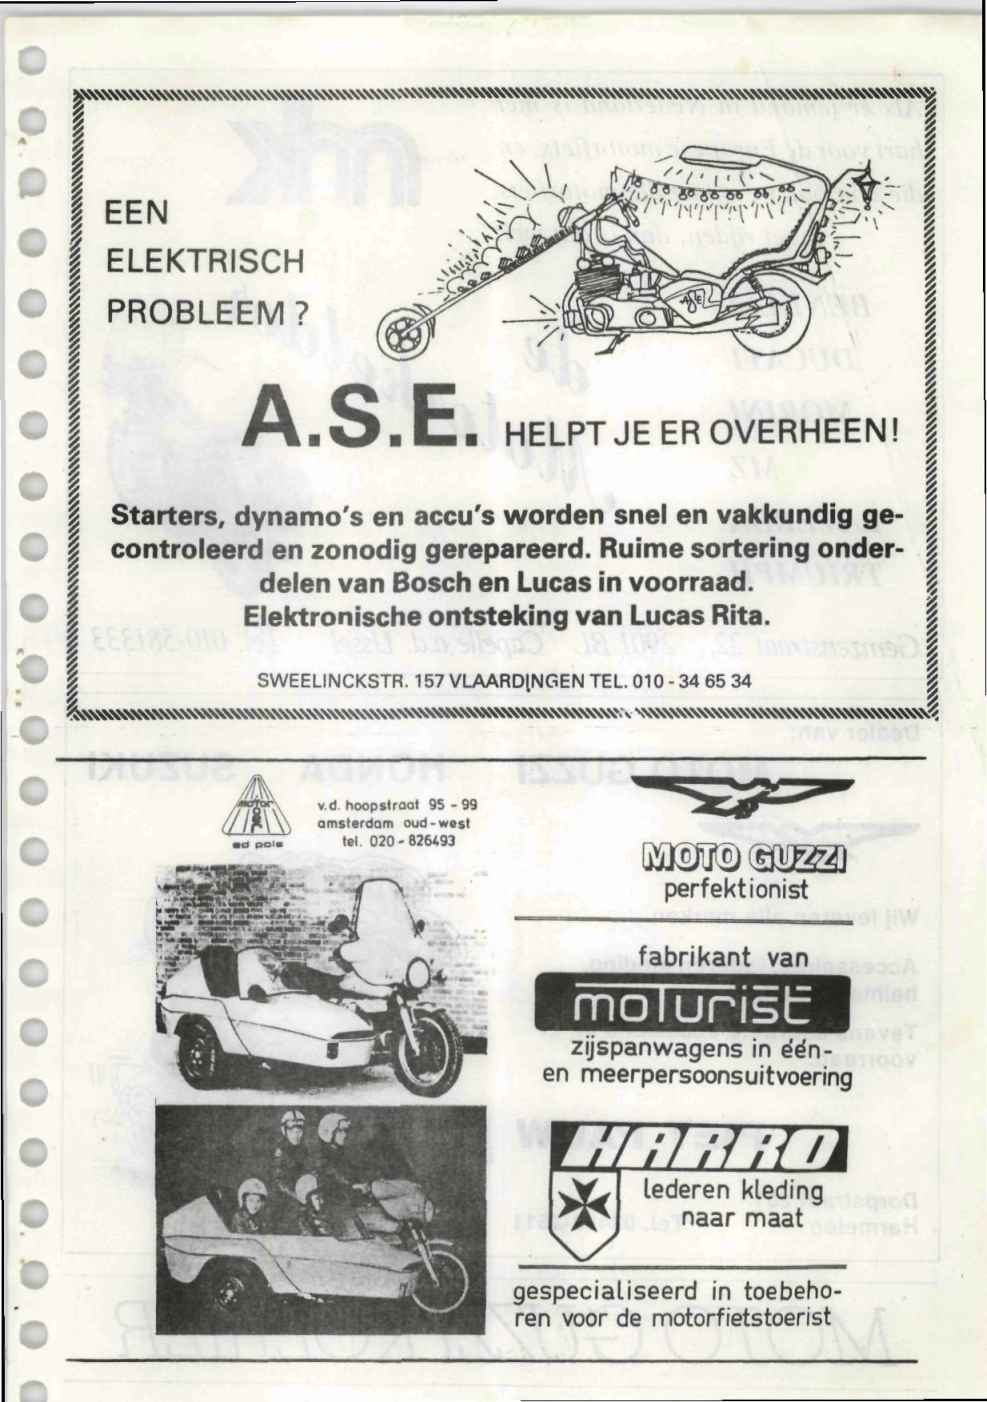 EEN
ELEKTRISCH
PROBLEEM?
ASE
A.S.E. HELPT JE ER OVERHEEN!
Starters, dynamo's en accu's worden snel en vakkundig ge-
controleerd en zonodig gerepareerd. Ruime sortering onder-
delen van Bosch en Lucas in voorraad.
Elektronische ontsteking van Lucas Rita.
SWEELINCKSTR. 157 VLAARDINGEN TEL. 010 - 34 65 34
motor
ad pols
v.d. hoopstraat 95 - 99
amsterdam oud-west
tel. 020 - 826493
MOTO GUZZI
perfektionist
fabrikant van
moTurist
zijspanwagens in één-
en meerpersoonsuitvoering
HARRO
lederen kleding
naar maat
gespecialiseerd in toebeho-
ren voor de motorfietstoerist